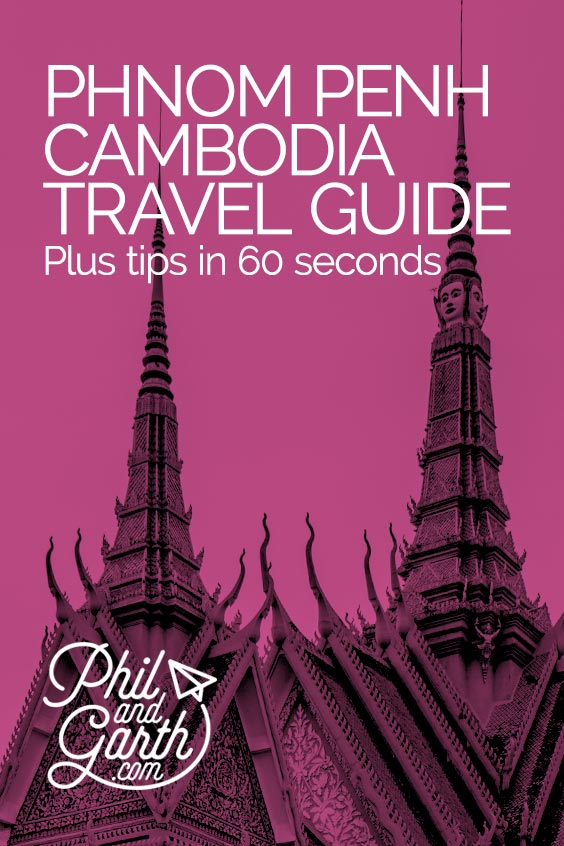 PHNOM PENH
CAMBODIA
TRAVEL GUIDE
Plus tips in 60 seconds
Phil
and
Garth
.com